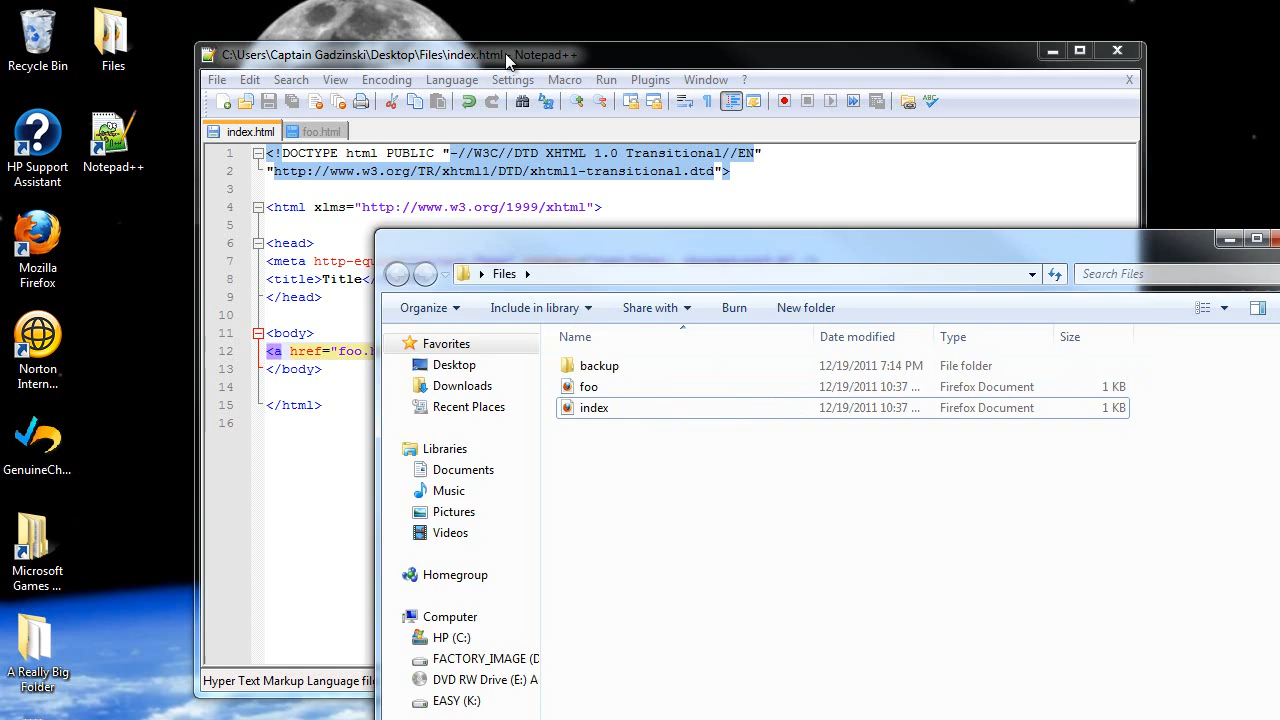 Recycle Bin
Files
HP Support
Assistant
Notepad++
Mozilla
Firefox
Norton
Intern...
GenuineCh...
Microsoft
Games ...
A Really Big
Folder
C:\Users\Captain Gadzinski\Desktop\Files\index.html - Notepad++
File Edit Search View Encoding Language Settings Macro Run Plugins Window ? X
index.html foo.html
1 <!DOCTYPE html PUBLIC "-//W3C//DTD XHTML 1.0 Transitional//EN"
2 "http://www.w3.org/TR/xhtml1/DTD/xhtml1-transitional.dtd">
3
4 <html xlms="http://www.w3.org/1999/xhtml">
5
6 <head>
7 <meta http-equ
8 <title>Title</
9 </head>
10
11 <body>
12 <a href="foo.h
13 </body>
14
15 </html>
16
Hyper Text Markup Language file
Files
Search Files
Organize Include in library Share with Burn New folder
Favorites
Desktop
Downloads
Recent Places
Libraries
Documents
Music
Pictures
Videos
Homegroup
Computer
HP (C:)
FACTORY_IMAGE (D
DVD RW Drive (E:) A
EASY (K:)
Name Date modified Type Size
backup 12/19/2011 7:14 PM File folder
foo 12/19/2011 10:37 ... Firefox Document 1 KB
index 12/19/2011 10:37 ... Firefox Document 1 KB